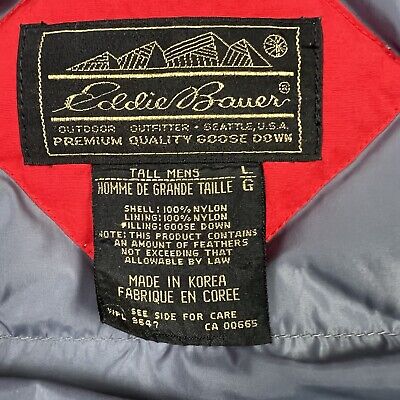 Eddie Bauer ®
OUTDOOR OUTFITTER • SEATTLE, U.S.A.
PREMIUM QUALITY GOOSE DOWN
TALL MENS L
HOMME DE GRANDE TAILLE G
SHELL: 100% NYLON
LINING: 100% NYLON
FILLING: GOOSE DOWN
NOTE: THIS PRODUCT CONTAINS
AN AMOUNT OF FEATHERS
NOT EXCEEDING THAT
ALLOWABLE BY LAW
MADE IN KOREA
FABRIQUE EN COREE
SEE SIDE FOR CARE
WPL 9647 CA 00665